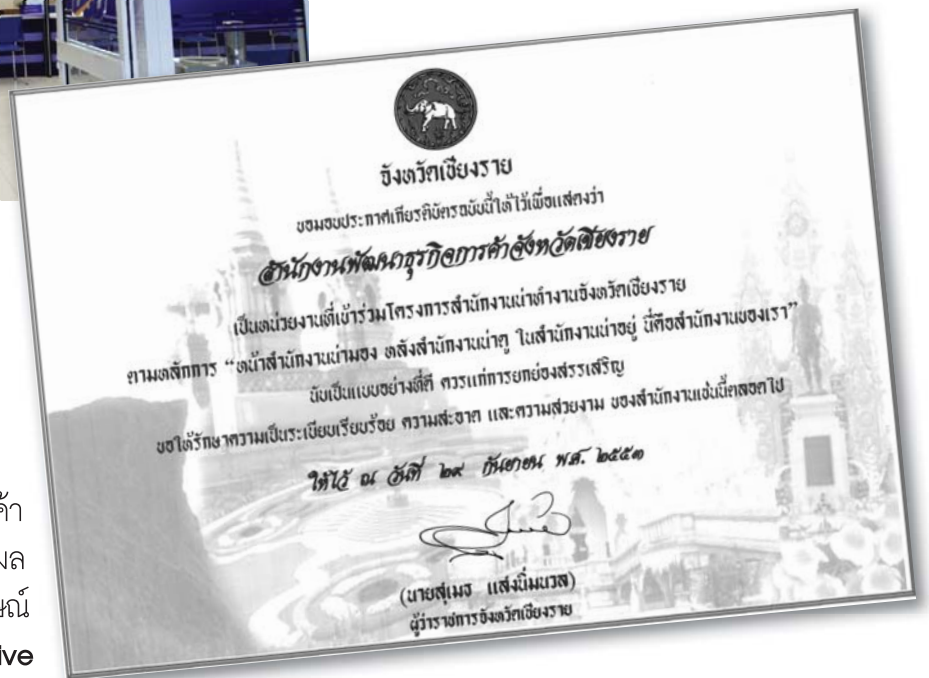 จังหวัดเชียงราย
ขอมอบประกาศเกียรติบัตรฉบับนี้ให้ไว้เพื่อแสดงว่า
สำนักงานพัฒนาธุรกิจการค้าจังหวัดเชียงราย
เป็นหน่วยงานที่เข้าร่วมโครงการสำนักงานน่าทำงานจังหวัดเชียงราย
ตามหลักการ “หน้าสำนักงานน่ามอง หลังสำนักงานน่าดู ในสำนักงานน่าอยู่ นี่คือสำนักงานของเรา”
นับเป็นแบบอย่างที่ดี ควรแก่การยกย่องสรรเสริญ
ขอให้รักษาความเป็นระเบียบเรียบร้อย ความสะอาด และความสวยงาม ของสำนักงานเช่นนี้ตลอดไป
ให้ไว้ ณ วันที่ ๒๙ กันยายน พ.ศ. ๒๕๕๓
(นายสุเมธ แสงนิ่มนวล)
ผู้ว่าราชการจังหวัดเชียงราย
ค้า
มล
ษณ์
ive